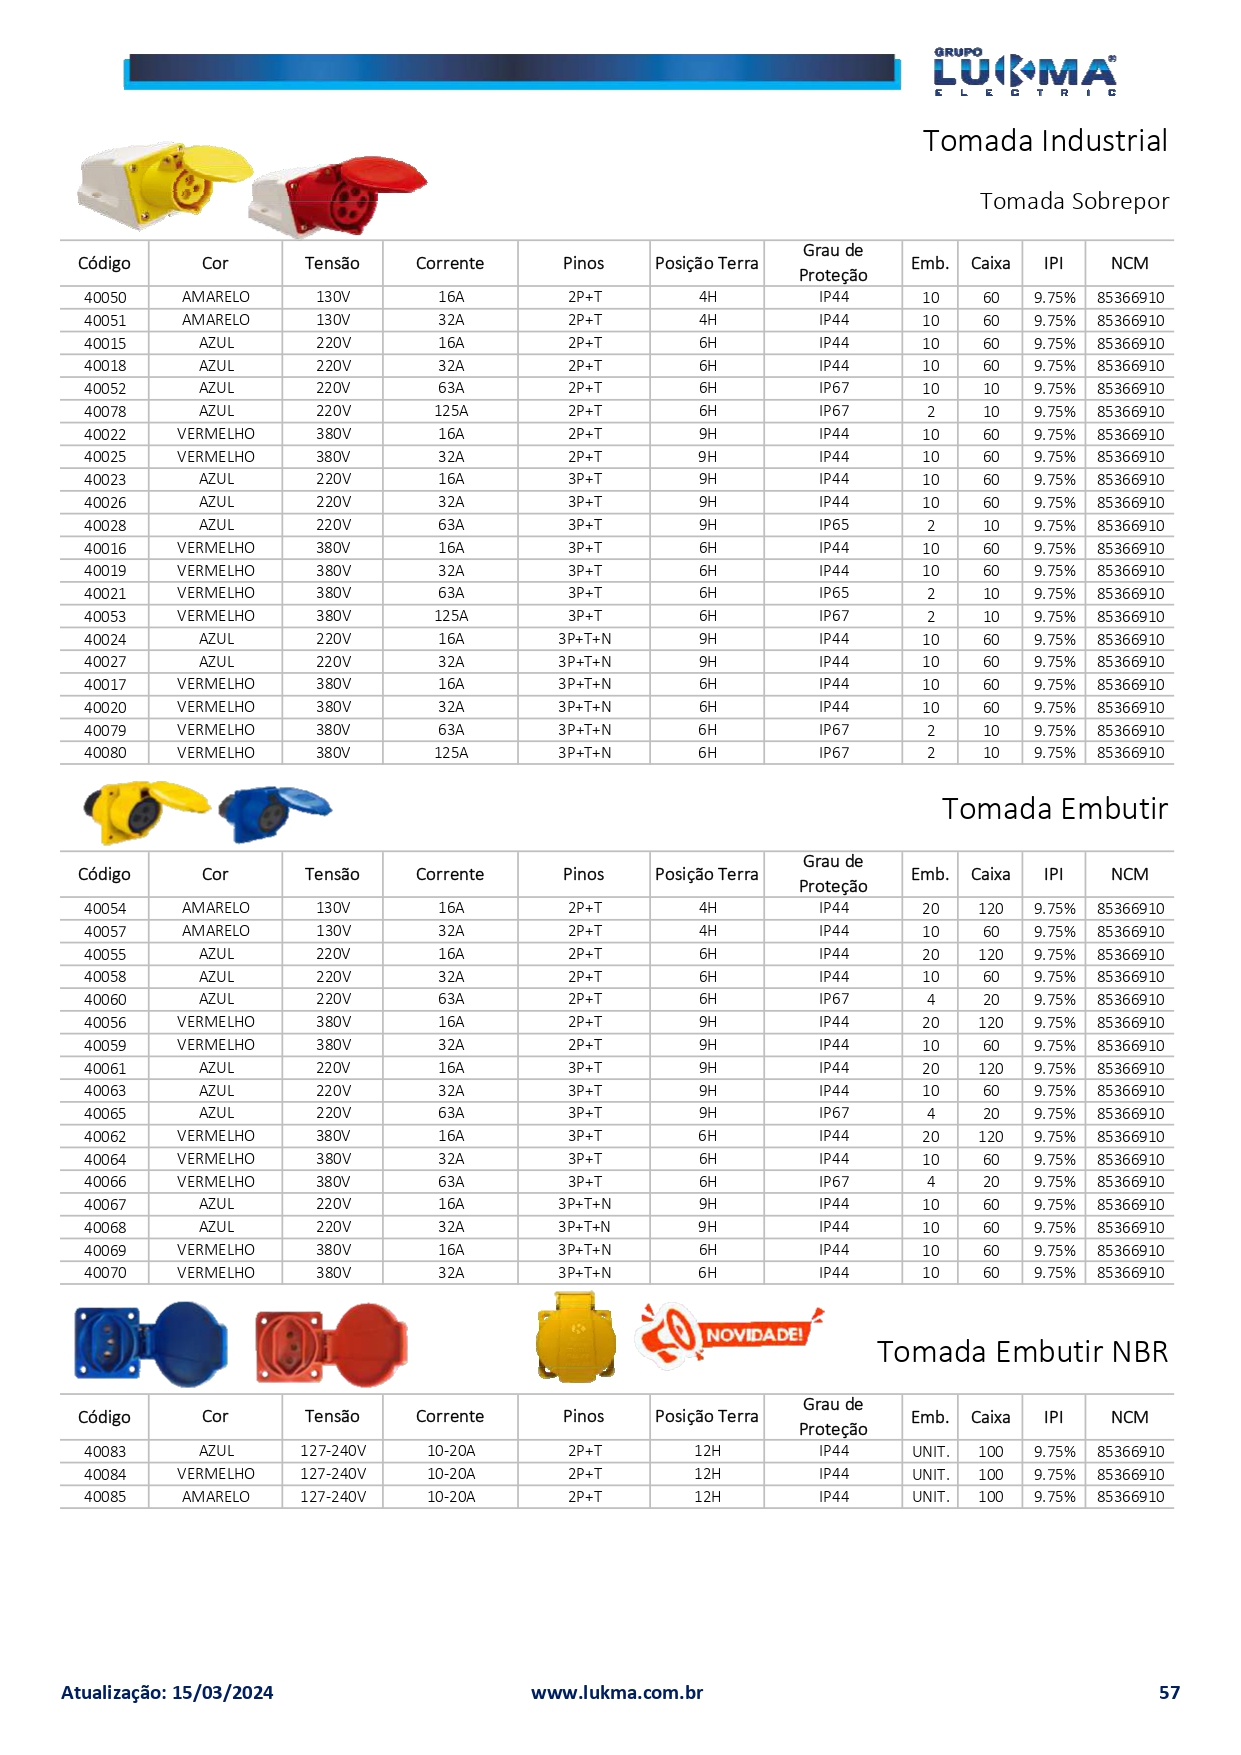 GRUPO
LUKMA
ELECTRIC
Tomada Industrial
Tomada Sobrepor
Código Cor Tensão Corrente Pinos Posição Terra Grau de Proteção Emb. Caixa IPI NCM
40050 AMARELO 130V 16A 2P+T 4H IP44 10 60 9.75% 85366910
40051 AMARELO 130V 32A 2P+T 4H IP44 10 60 9.75% 85366910
40015 AZUL 220V 16A 2P+T 6H IP44 10 60 9.75% 85366910
40018 AZUL 220V 32A 2P+T 6H IP44 10 60 9.75% 85366910
40052 AZUL 220V 63A 2P+T 6H IP67 10 10 9.75% 85366910
40078 AZUL 220V 125A 2P+T 6H IP67 2 10 9.75% 85366910
40022 VERMELHO 380V 16A 2P+T 9H IP44 10 60 9.75% 85366910
40025 VERMELHO 380V 32A 2P+T 9H IP44 10 60 9.75% 85366910
40023 AZUL 220V 16A 3P+T 9H IP44 10 60 9.75% 85366910
40026 AZUL 220V 32A 3P+T 9H IP44 10 60 9.75% 85366910
40028 AZUL 220V 63A 3P+T 9H IP65 2 10 9.75% 85366910
40016 VERMELHO 380V 16A 3P+T 6H IP44 10 60 9.75% 85366910
40019 VERMELHO 380V 32A 3P+T 6H IP44 10 60 9.75% 85366910
40021 VERMELHO 380V 63A 3P+T 6H IP65 2 10 9.75% 85366910
40053 VERMELHO 380V 125A 3P+T 6H IP67 2 10 9.75% 85366910
40024 AZUL 220V 16A 3P+T+N 9H IP44 10 60 9.75% 85366910
40027 AZUL 220V 32A 3P+T+N 9H IP44 10 60 9.75% 85366910
40017 VERMELHO 380V 16A 3P+T+N 6H IP44 10 60 9.75% 85366910
40020 VERMELHO 380V 32A 3P+T+N 6H IP44 10 60 9.75% 85366910
40079 VERMELHO 380V 63A 3P+T+N 6H IP67 2 10 9.75% 85366910
40080 VERMELHO 380V 125A 3P+T+N 6H IP67 2 10 9.75% 85366910
Tomada Embutir
Código Cor Tensão Corrente Pinos Posição Terra Grau de Proteção Emb. Caixa IPI NCM
40054 AMARELO 130V 16A 2P+T 4H IP44 20 120 9.75% 85366910
40057 AMARELO 130V 32A 2P+T 4H IP44 10 60 9.75% 85366910
40055 AZUL 220V 16A 2P+T 6H IP44 20 120 9.75% 85366910
40058 AZUL 220V 32A 2P+T 6H IP44 10 60 9.75% 85366910
40060 AZUL 220V 63A 2P+T 6H IP67 4 20 9.75% 85366910
40056 VERMELHO 380V 16A 2P+T 9H IP44 20 120 9.75% 85366910
40059 VERMELHO 380V 32A 2P+T 9H IP44 10 60 9.75% 85366910
40061 AZUL 220V 16A 3P+T 9H IP44 20 120 9.75% 85366910
40063 AZUL 220V 32A 3P+T 9H IP44 10 60 9.75% 85366910
40065 AZUL 220V 63A 3P+T 9H IP67 4 20 9.75% 85366910
40062 VERMELHO 380V 16A 3P+T 6H IP44 20 120 9.75% 85366910
40064 VERMELHO 380V 32A 3P+T 6H IP44 10 60 9.75% 85366910
40066 VERMELHO 380V 63A 3P+T 6H IP67 4 20 9.75% 85366910
40067 AZUL 220V 16A 3P+T+N 9H IP44 10 60 9.75% 85366910
40068 AZUL 220V 32A 3P+T+N 9H IP44 10 60 9.75% 85366910
40069 VERMELHO 380V 16A 3P+T+N 6H IP44 10 60 9.75% 85366910
40070 VERMELHO 380V 32A 3P+T+N 6H IP44 10 60 9.75% 85366910
NOVIDADE!
Tomada Embutir NBR
Código Cor Tensão Corrente Pinos Posição Terra Grau de Proteção Emb. Caixa IPI NCM
40083 AZUL 127-240V 10-20A 2P+T 12H IP44 UNIT. 100 9.75% 85366910
40084 VERMELHO 127-240V 10-20A 2P+T 12H IP44 UNIT. 100 9.75% 85366910
40085 AMARELO 127-240V 10-20A 2P+T 12H IP44 UNIT. 100 9.75% 85366910
Atualização: 15/03/2024 www.lukma.com.br 57